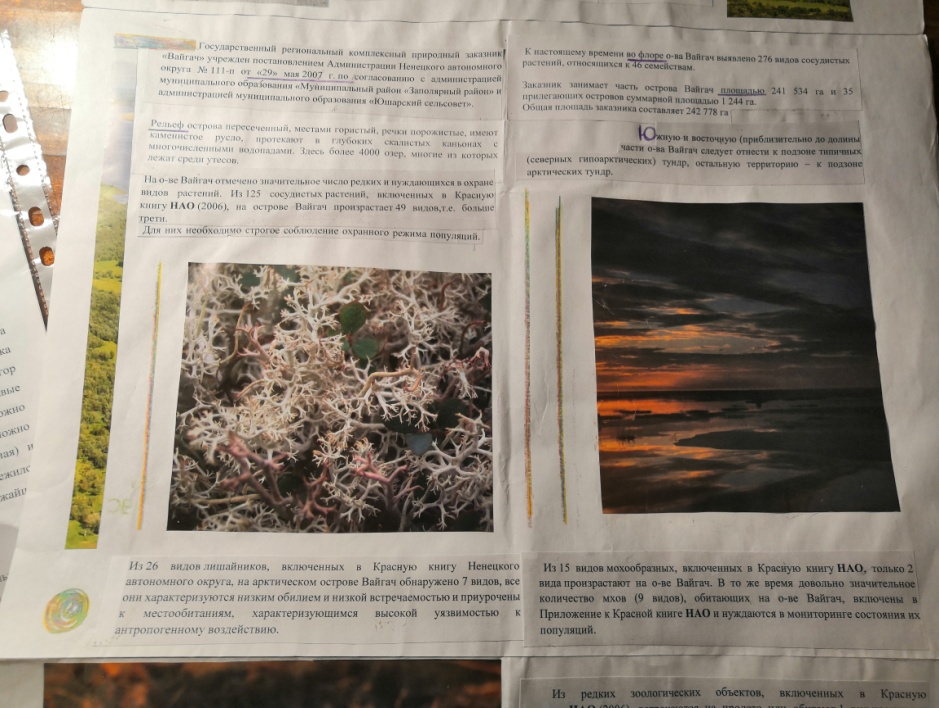 Государственный региональный комплексный природный заказник
«Вайгач» учрежден постановлением Администрации Ненецкого автономного
округа № 111-п от «29» мая 2007 г. по согласованию с администрацией
муниципального образования «Муниципальный район «Заполярный район» и
администрацией муниципального образования «Юшарский сельсовет».
Рельеф острова пересеченный, местами гористый, речки порожистые, имеют
каменистое русло, протекают в глубоких скалистых каньонах с
многочисленными водопадами. Здесь более 4000 озер, многие из которых
лежат среди утесов.
На о-ве Вайгач отмечено значительное число редких и нуждающихся в охране
видов растений. Из 125 сосудистых растений, включенных в Красную
книгу НАО (2006), на острове Вайгач произрастает 49 видов,т.е. больше
трети.
Для них необходимо строгое соблюдение охранного режима популяций.
Из 26 видов лишайников, включенных в Красную книгу Ненецкого
автономного округа, на арктическом острове Вайгач обнаружено 7 видов, все
они характеризуются низким обилием и низкой встречаемостью и приурочены
к местообитаниям, характеризующимся высокой уязвимостью к
антропогенному воздействию.
К настоящему времени во флоре о-ва Вайгач выявлено 276 видов сосудистых
растений, относящихся к 46 семействам.
Заказник занимает часть острова Вайгач площадью 241 534 га и 35
прилегающих островов суммарной площадью 1 244 га.
Общая площадь заказника составляет 242 778 га
Южную и восточную (приблизительно до долины
части о-ва Вайгач следует отнести к подзоне типичных
(северных гипоарктических) тундр, остальную территорию – к подзоне
арктических тундр.
Из 15 видов мохообразных, включенных в Красную книгу НАО, только 2
вида произрастают на о-ве Вайгач. В то же время довольно значительное
количество мхов (9 видов), обитающих на о-ве Вайгач, включены в
Приложение к Красной книге НАО и нуждаются в мониторинге состояния их
популяций.
Из редких зоологических объектов, включенных в Красную